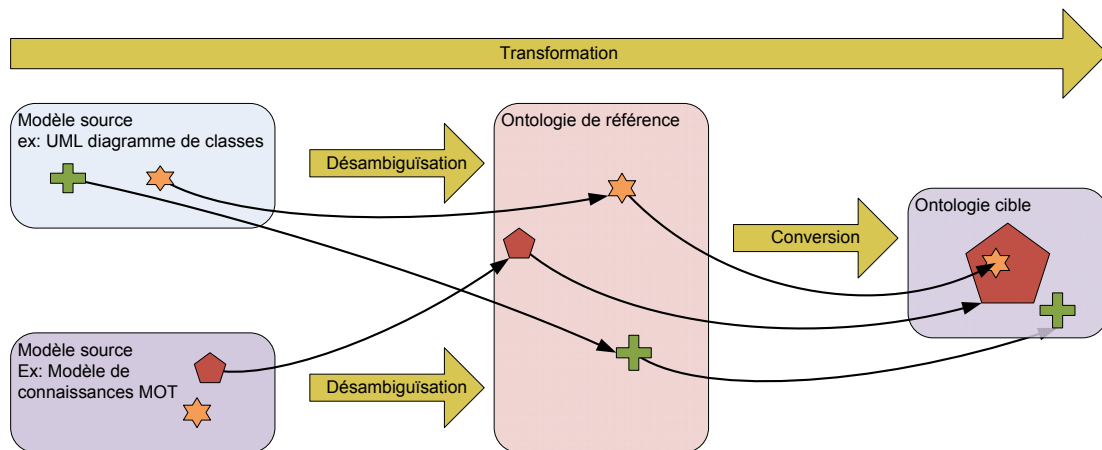 Transformation
Modèle source
ex: UML diagramme de classes
Désambiguïsation
Ontologie de référence
Ontologie cible
Conversion
Modèle source
Ex: Modèle de
connaissances MOT
Désambiguïsation